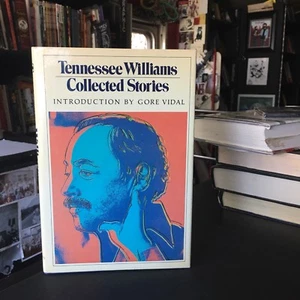 Tennessee Williams
Collected Stories
INTRODUCTION BY GORE VIDAL